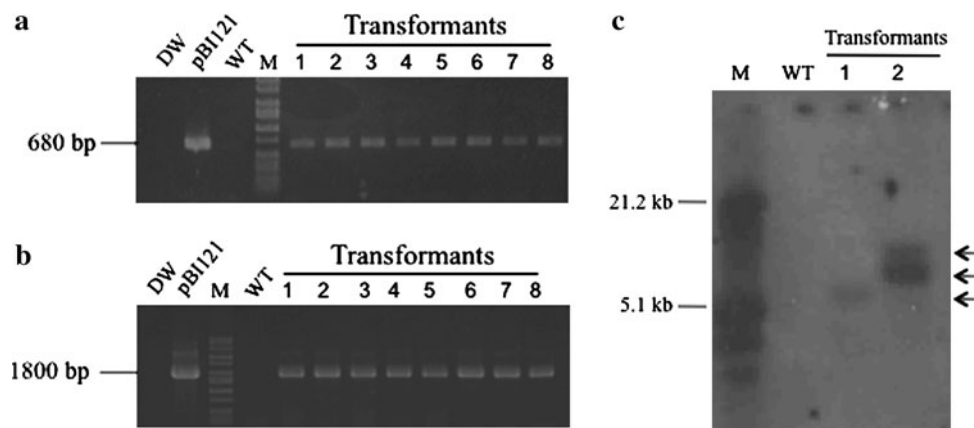 a
Transformants
DW pBI121 WT M 1 2 3 4 5 6 7 8
680 bp
b
Transformants
DW pBI121 M WT 1 2 3 4 5 6 7 8
1800 bp
c
Transformants
M WT 1 2
21.2 kb
5.1 kb